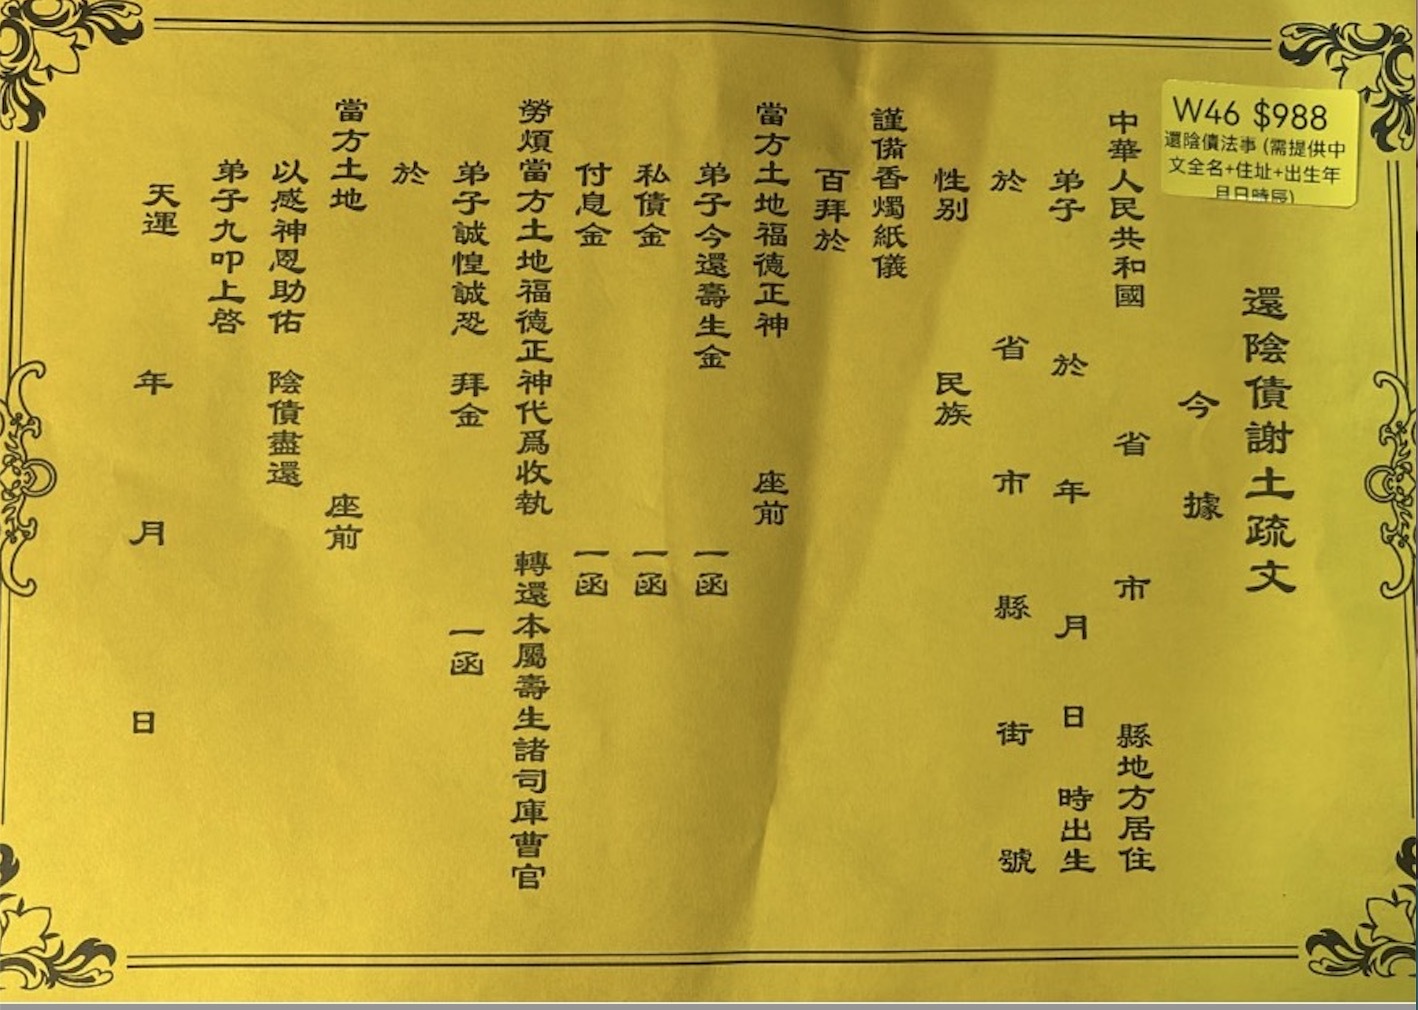 W46 $988
還陰債法事 (需提供中
文全名+住址+出生年
月日時辰)
還陰債謝土疏文
今據
中華人民共和國 省 市 縣地方居住
弟子 於 年 月 日 時出生
於 省 市 縣 街 號
性别 民族
謹備香燭紙儀
百拜於
當方土地福德正神 座前
弟子今還壽生金 一函
私債金 一函
付息金 一函
勞煩當方土地福德正神代爲收執 轉還本屬壽生諸司庫曹官
弟子誠惶誠恐 拜金 一函
於
當方土地 座前
以感神恩助佑 陰債盡還
弟子九叩上啓
天運 年 月 日